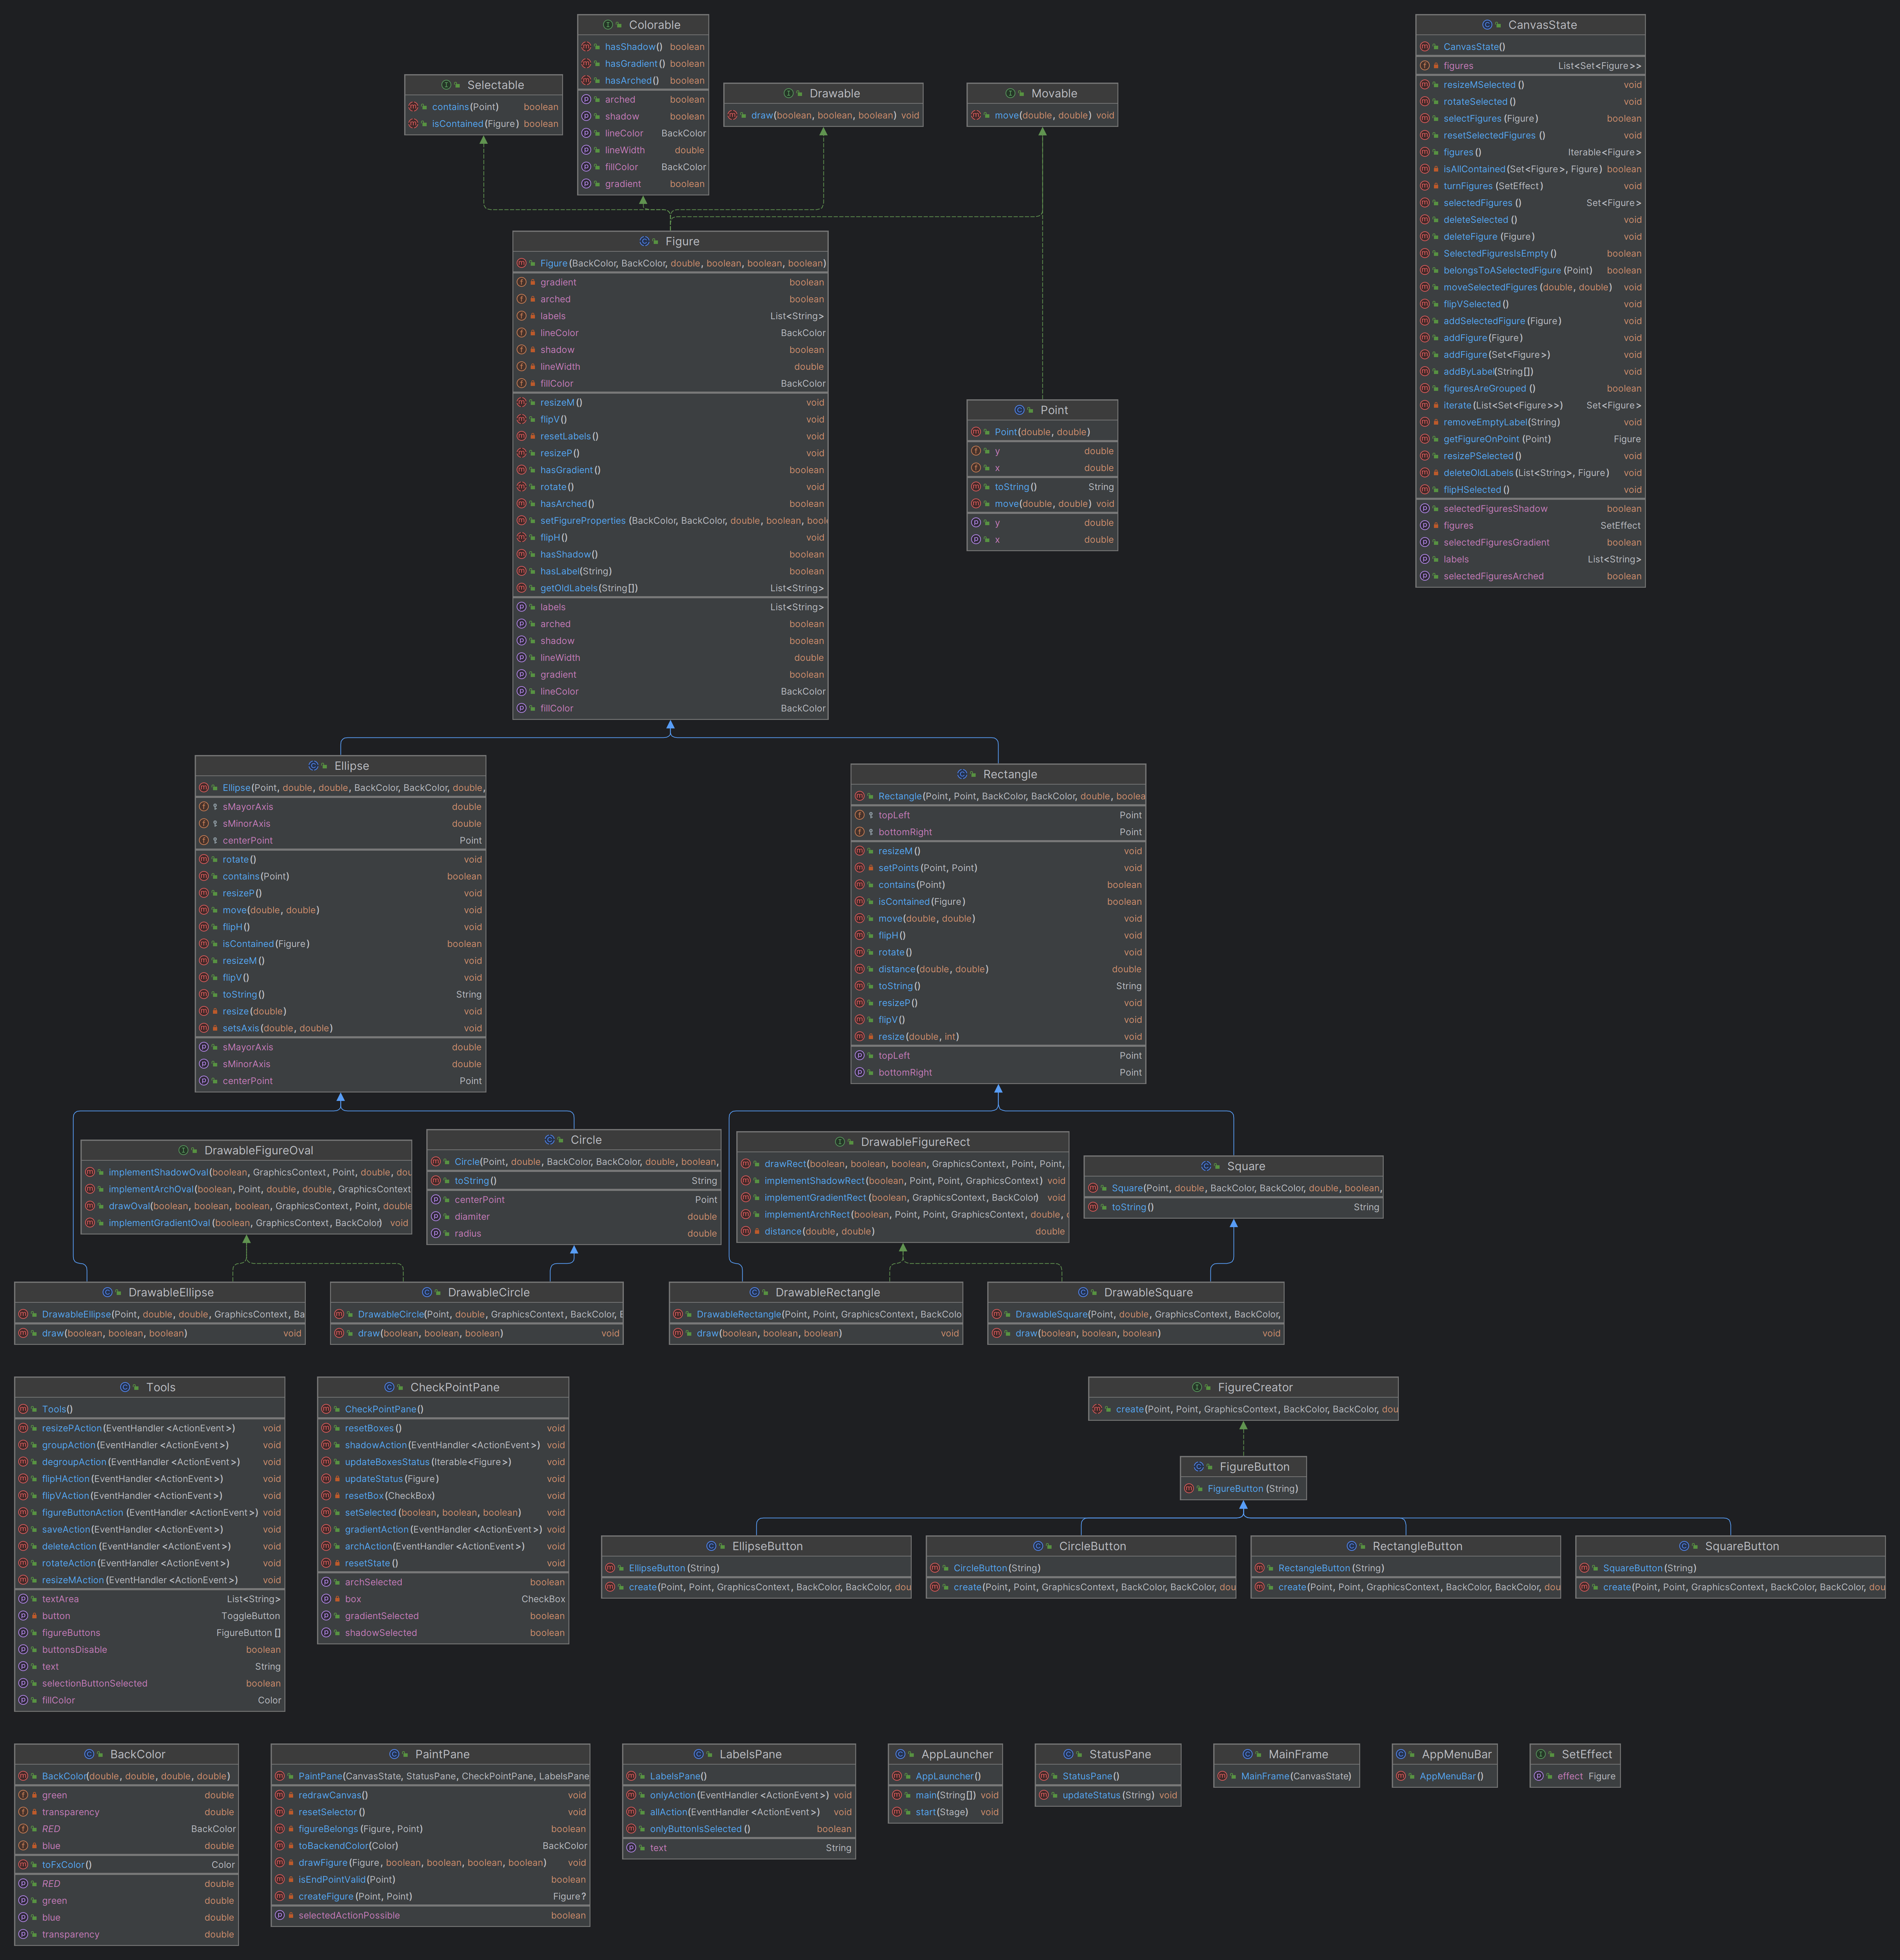 Colorable
hasShadow() boolean
hasGradient() boolean
hasArched() boolean
arched boolean
shadow boolean
lineColor BackColor
lineWidth double
fillColor BackColor
gradient boolean
Selectable
contains(Point) boolean
isContained(Figure) boolean
Drawable
draw(boolean, boolean, boolean) void
Movable
move(double, double) void
CanvasState
CanvasState()
figures List<Set<Figure>>
resizeMSelected() void
rotateSelected() void
selectFigures(Figure) boolean
resetSelectedFigures() void
figures() Iterable<Figure>
isAllContained(Set<Figure>, Figure) boolean
turnFigures(SetEffect) void
selectedFigures() Set<Figure>
deleteSelected() void
deleteFigure(Figure) void
SelectedFiguresIsEmpty() boolean
belongsToASelectedFigure(Point) boolean
moveSelectedFigures(double, double) void
flipVSelected() void
addSelectedFigure(Figure) void
addFigure(Figure) void
addFigure(Set<Figure>) void
addByLabel(String[]) void
figuresAreGrouped() boolean
iterate(List<Set<Figure>>) Set<Figure>
removeEmptyLabel(String) void
getFigureOnPoint(Point) Figure
resizePSelected() void
deleteOldLabels(List<String>, Figure) void
flipHSelected() void
selectedFiguresShadow boolean
figures SetEffect
selectedFiguresGradient boolean
labels List<String>
selectedFiguresArched boolean
Figure
Figure(BackColor, BackColor, double, boolean, boolean, boolean)
gradient boolean
arched boolean
labels List<String>
lineColor BackColor
shadow boolean
lineWidth double
fillColor BackColor
resizeM() void
flipV() void
resetLabels() void
resizeP() void
hasGradient() boolean
rotate() void
hasArched() boolean
setFigureProperties(BackColor, BackColor, double, boolean, bool
flipH() void
hasShadow() boolean
hasLabel(String) boolean
getOldLabels(String[]) List<String>
labels List<String>
arched boolean
shadow boolean
lineWidth double
gradient boolean
lineColor BackColor
fillColor BackColor
Point
Point(double, double)
y double
x double
toString() String
move(double, double) void
y double
x double
Ellipse
Ellipse(Point, double, double, BackColor, BackColor, double,
sMayorAxis double
sMinorAxis double
centerPoint Point
rotate() void
contains(Point) boolean
resizeP() void
move(double, double) void
flipH() void
isContained(Figure) boolean
resizeM() void
flipV() void
toString() String
resize(double) void
setsAxis(double, double) void
sMayorAxis double
sMinorAxis double
centerPoint Point
Rectangle
Rectangle(Point, Point, BackColor, BackColor, double, boolea
topLeft Point
bottomRight Point
resizeM() void
setPoints(Point, Point) void
contains(Point) boolean
isContained(Figure) boolean
move(double, double) void
flipH() void
rotate() void
distance(double, double) double
toString() String
resizeP() void
flipV() void
resize(double, int) void
topLeft Point
bottomRight Point
DrawableFigureOval
implementShadowOval(boolean, GraphicsContext, Point, double, dou
implementArchOval(boolean, Point, double, double, GraphicsContext
drawOval(boolean, boolean, boolean, GraphicsContext, Point, double
implementGradientOval(boolean, GraphicsContext, BackColor) void
Circle
Circle(Point, double, BackColor, BackColor, double, boolean,
toString() String
centerPoint Point
diamiter double
radius double
DrawableFigureRect
drawRect(boolean, boolean, boolean, GraphicsContext, Point, Point,
implementShadowRect(boolean, Point, Point, GraphicsContext) void
implementGradientRect(boolean, GraphicsContext, BackColor) void
implementArchRect(boolean, Point, Point, GraphicsContext, double, d
distance(double, double) double
Square
Square(Point, double, BackColor, BackColor, double, boolean,
toString() String
DrawableEllipse
DrawableEllipse(Point, double, double, GraphicsContext, Ba
draw(boolean, boolean, boolean) void
DrawableCircle
DrawableCircle(Point, double, GraphicsContext, BackColor, B
draw(boolean, boolean, boolean) void
DrawableRectangle
DrawableRectangle(Point, Point, GraphicsContext, BackColo
draw(boolean, boolean, boolean) void
DrawableSquare
DrawableSquare(Point, double, GraphicsContext, BackColor,
draw(boolean, boolean, boolean) void
Tools
Tools()
resizePAction(EventHandler<ActionEvent>) void
groupAction(EventHandler<ActionEvent>) void
degroupAction(EventHandler<ActionEvent>) void
flipHAction(EventHandler<ActionEvent>) void
flipVAction(EventHandler<ActionEvent>) void
figureButtonAction(EventHandler<ActionEvent>) void
saveAction(EventHandler<ActionEvent>) void
deleteAction(EventHandler<ActionEvent>) void
rotateAction(EventHandler<ActionEvent>) void
resizeMAction(EventHandler<ActionEvent>) void
textArea List<String>
button ToggleButton
figureButtons FigureButton[]
buttonsDisable boolean
text String
selectionButtonSelected boolean
fillColor Color
CheckPointPane
CheckPointPane()
resetBoxes() void
shadowAction(EventHandler<ActionEvent>) void
updateBoxesStatus(Iterable<Figure>) void
updateStatus(Figure) void
resetBox(CheckBox) void
setSelected(boolean, boolean, boolean) void
gradientAction(EventHandler<ActionEvent>) void
archAction(EventHandler<ActionEvent>) void
resetState() void
archSelected boolean
box CheckBox
gradientSelected boolean
shadowSelected boolean
FigureCreator
create(Point, Point, GraphicsContext, BackColor, BackColor, dou
FigureButton
FigureButton(String)
EllipseButton
EllipseButton(String)
create(Point, Point, GraphicsContext, BackColor, BackColor, dou
CircleButton
CircleButton(String)
create(Point, Point, GraphicsContext, BackColor, BackColor, dou
RectangleButton
RectangleButton(String)
create(Point, Point, GraphicsContext, BackColor, BackColor, dou
SquareButton
SquareButton(String)
create(Point, Point, GraphicsContext, BackColor, BackColor, dou
BackColor
BackColor(double, double, double, double)
green double
transparency double
RED BackColor
blue double
toFxColor() Color
RED double
green double
blue double
transparency double
PaintPane
PaintPane(CanvasState, StatusPane, CheckPointPane, LabelsPane
redrawCanvas() void
resetSelector() void
figureBelongs(Figure, Point) boolean
toBackendColor(Color) BackColor
drawFigure(Figure, boolean, boolean, boolean, boolean) void
isEndPointValid(Point) boolean
createFigure(Point, Point) Figure?
selectedActionPossible boolean
LabelsPane
LabelsPane()
onlyAction(EventHandler<ActionEvent>) void
allAction(EventHandler<ActionEvent>) void
onlyButtonIsSelected() boolean
text String
AppLauncher
AppLauncher()
main(String[]) void
start(Stage) void
StatusPane
StatusPane()
updateStatus(String) void
MainFrame
MainFrame(CanvasState)
AppMenuBar
AppMenuBar()
SetEffect
effect Figure